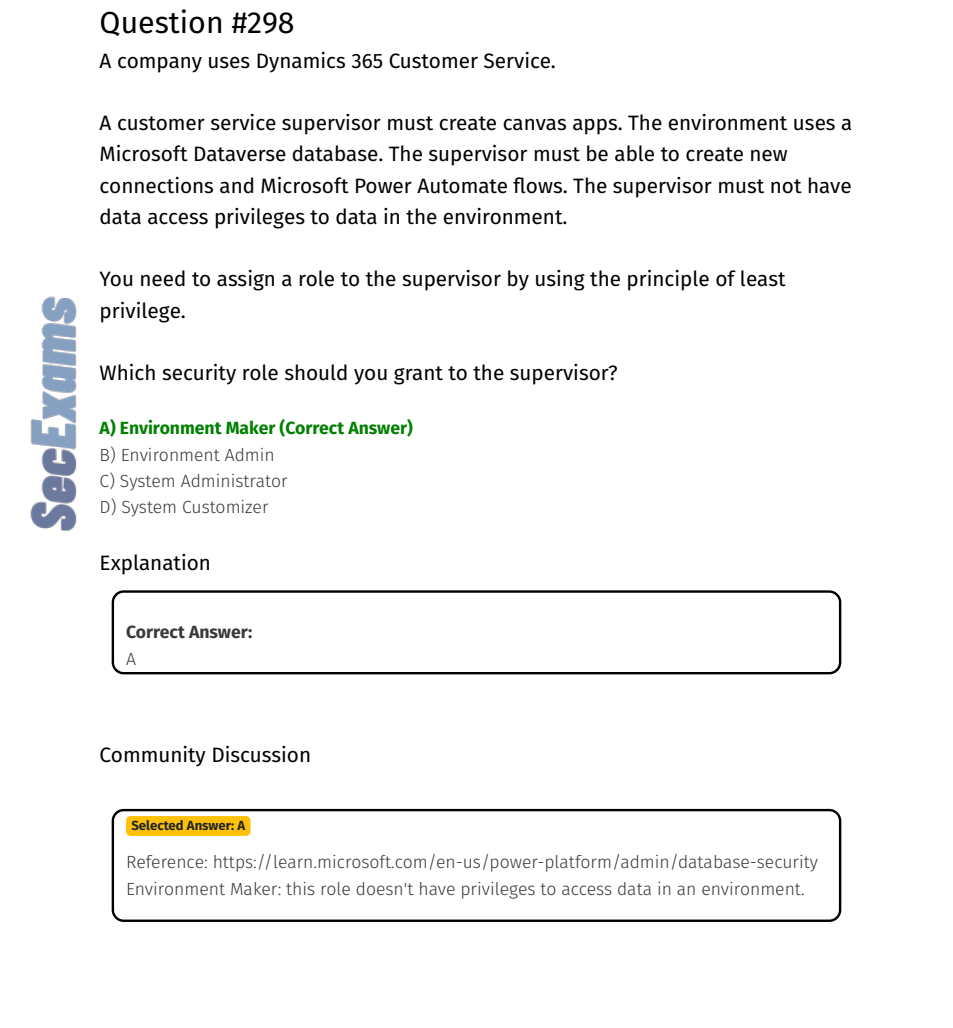 Question #298
A company uses Dynamics 365 Customer Service.
A customer service supervisor must create canvas apps. The environment uses a
Microsoft Dataverse database. The supervisor must be able to create new
connections and Microsoft Power Automate flows. The supervisor must not have
data access privileges to data in the environment.
You need to assign a role to the supervisor by using the principle of least
privilege.
Which security role should you grant to the supervisor?
A) Environment Maker (Correct Answer)
B) Environment Admin
C) System Administrator
D) System Customizer
SecExams
Explanation
Correct Answer:
A
Community Discussion
Selected Answer: A
Reference: https://learn.microsoft.com/en-us/power-platform/admin/database-security
Environment Maker: this role doesn't have privileges to access data in an environment.